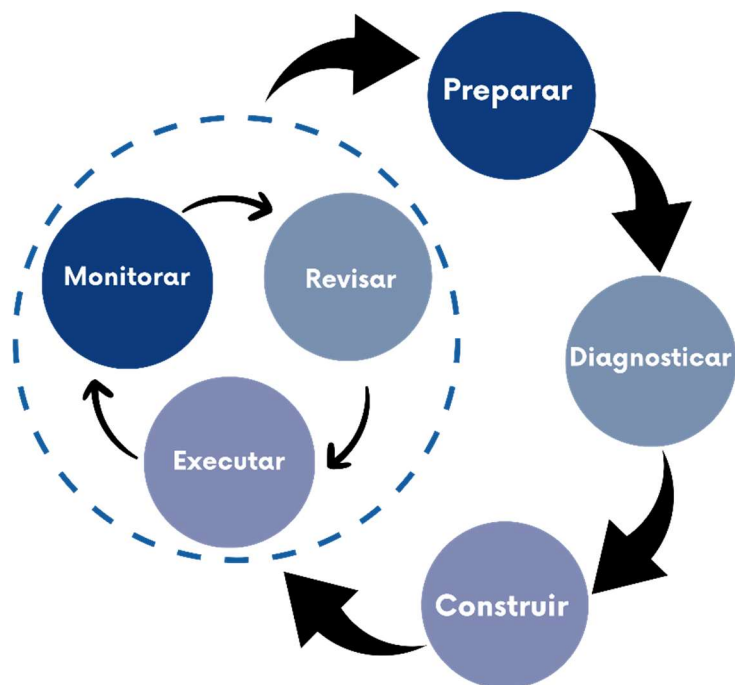 Preparar
Monitorar
Revisar
Diagnosticar
Executar
Construir